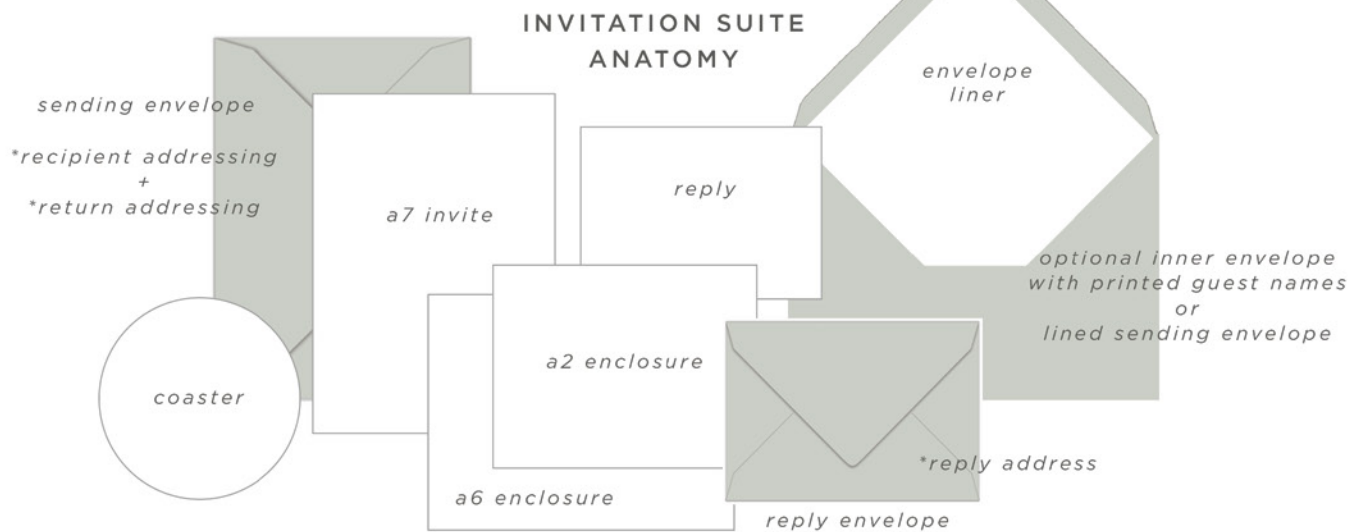 INVITATION SUITE
ANATOMY
sending envelope
*recipient addressing
+
*return addressing
a7 invite
reply
envelope
liner
optional inner envelope
with printed guest names
or
lined sending envelope
coaster
a2 enclosure
a6 enclosure
*reply address
reply envelope